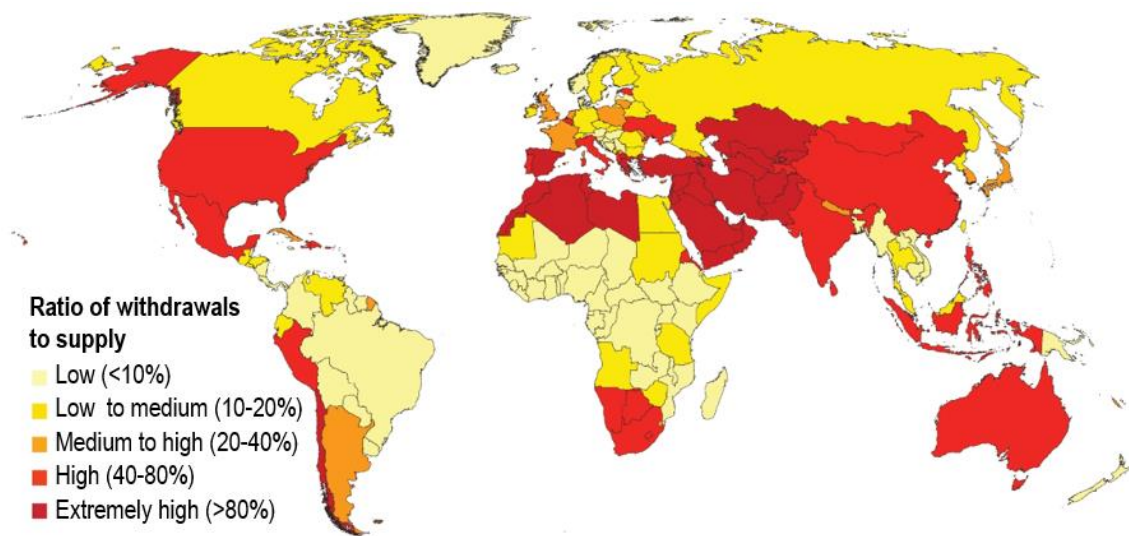 Ratio of withdrawals
to supply
Low (<10%)
Low to medium (10-20%)
Medium to high (20-40%)
High (40-80%)
Extremely high (>80%)